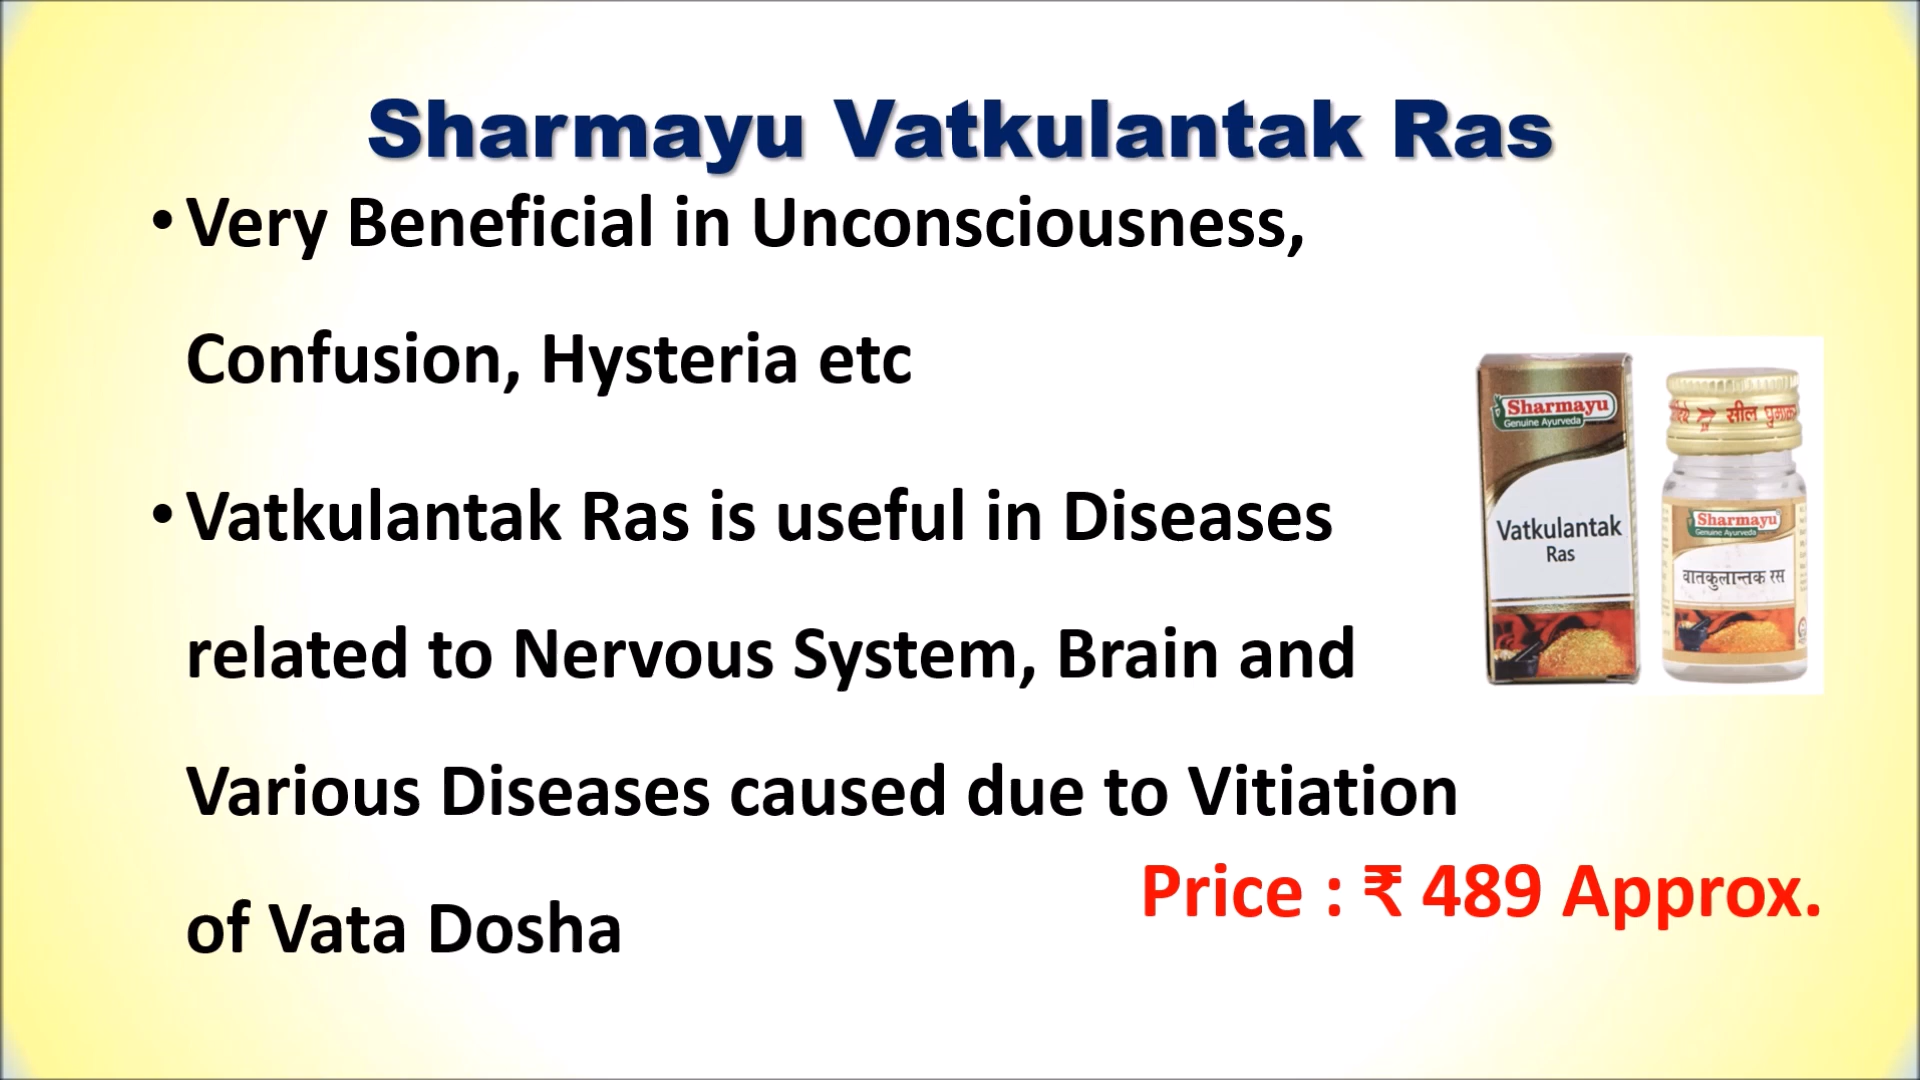 Sharmayu Vatkulantak Ras
• Very Beneficial in Unconsciousness,
Confusion, Hysteria etc
• Vatkulantak Ras is useful in Diseases
related to Nervous System, Brain and
Various Diseases caused due to Vitiation
of Vata Dosha
Price : ₹ 489 Approx.
Sharmayu
Genuine Ayurveda
Vatkulantak
Ras
सील
Sharmayu
Genuine Ayurveda
वातकुलान्तक रस